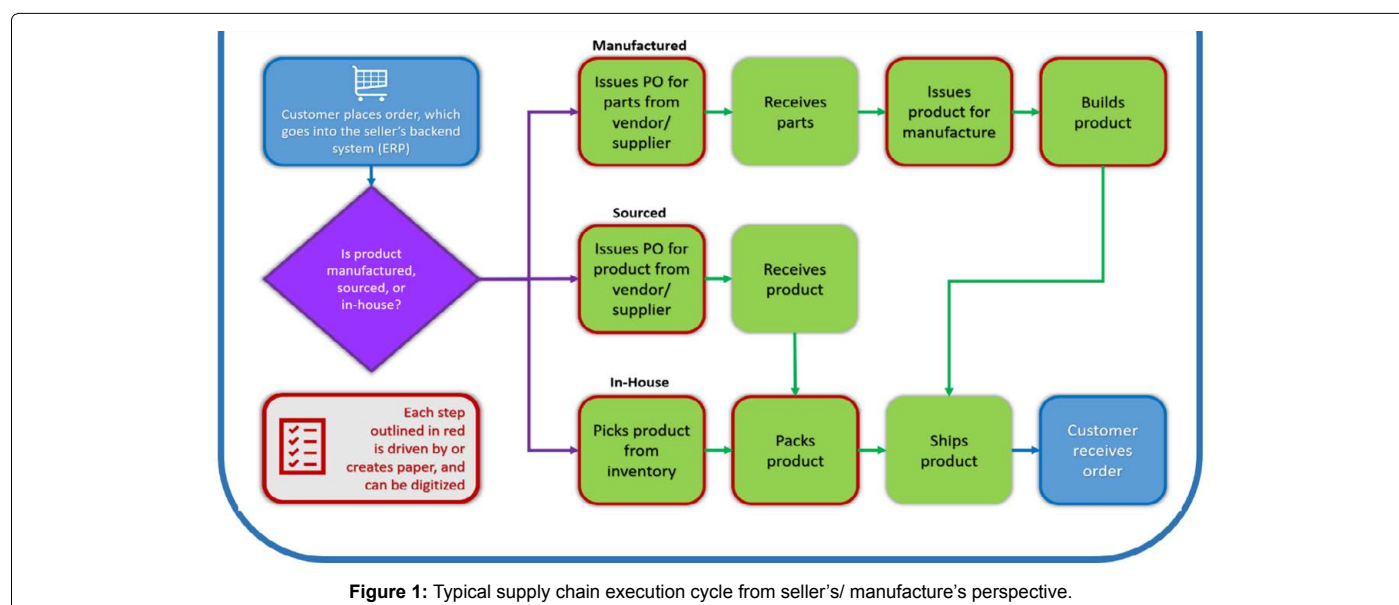 Customer places order, which
goes into the seller's backend
system (ERP)
Is product
manufactured,
sourced, or
in-house?
Each step
outlined in red
is driven by or
creates paper, and
can be digitized
Manufactured
Issues PO for
parts from
vendor/
supplier
Receives
parts
Issues
product for
manufacture
Builds
product
Sourced
Issues PO for
product from
vendor/
supplier
Receives
product
In-House
Picks product
from
inventory
Packs
product
Ships
product
Customer
receives
order
Figure 1: Typical supply chain execution cycle from seller's/ manufacture's perspective.